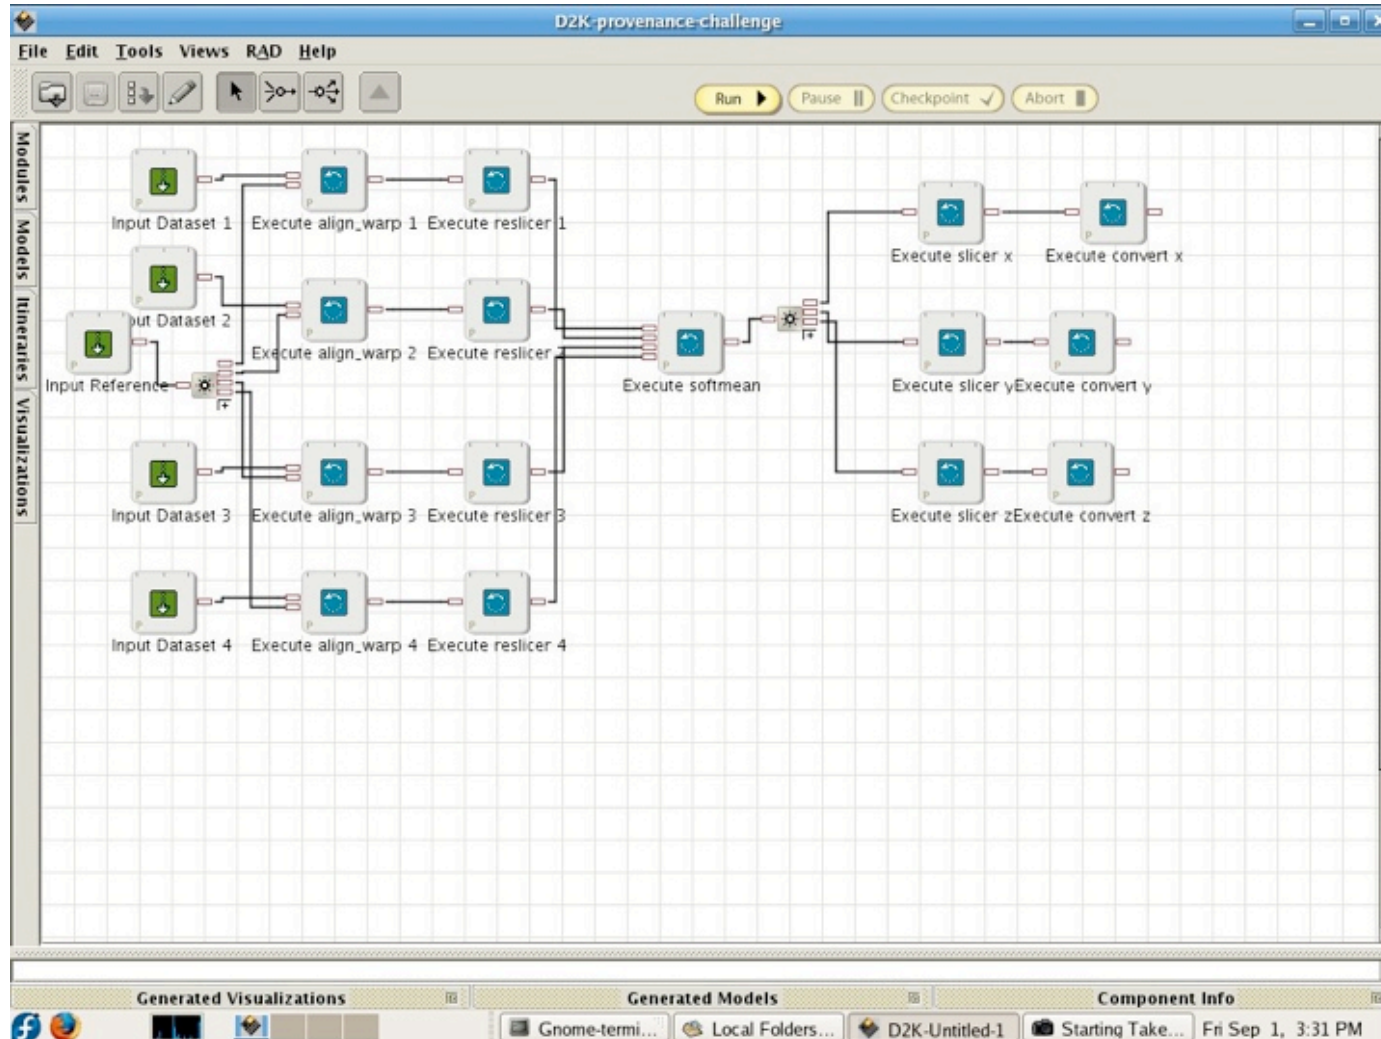 D2K-provenance-challenge
File Edit Tools Views RAD Help
Run Pause Checkpoint Abort
Modules
Models
Itineraries
Visualizations
Input Dataset 1 Execute align_warp 1 Execute reslicer 1
Execute slicer x Execute convert x
put Dataset 2
Execute align_warp 2 Execute reslicer
Input Reference Execute softmean Execute slicer y Execute convert y
Input Dataset 3 Execute align_warp 3 Execute reslicer 3 Execute slicer z Execute convert z
Input Dataset 4 Execute align_warp 4 Execute reslicer 4
Generated Visualizations Generated Models Component Info
Gnome-termi... Local Folders... D2K-Untitled-1 Starting Take... Fri Sep 1, 3:31 PM